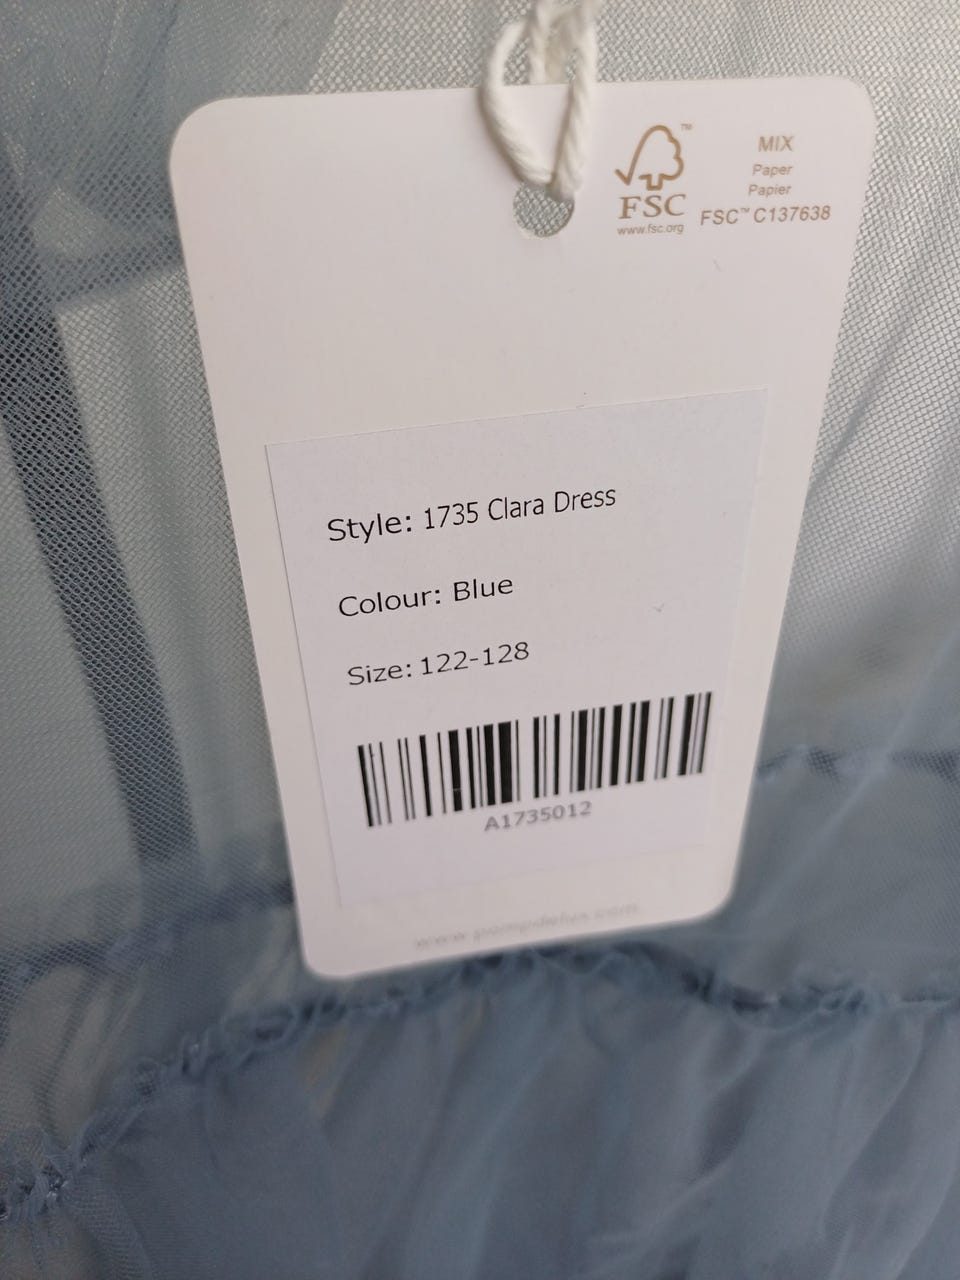 FSC™
www.fsc.org
MIX
Paper
Papier
FSC™ C137638
Style: 1735 Clara Dress
Colour: Blue
Size: 122-128
A1735012
www.pompdelux.com